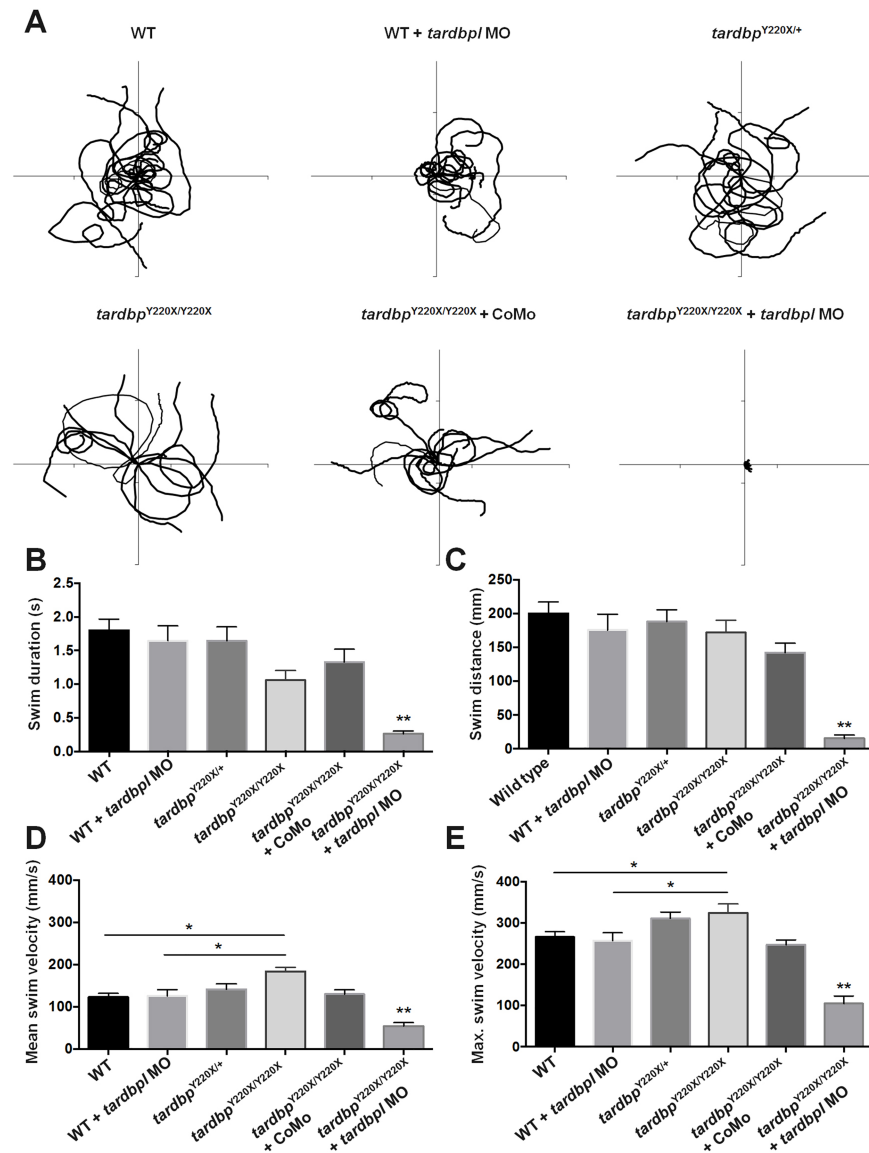 A
WT
WT + tardbpl MO
tardbpY220X/+
tardbpY220X/Y220X
tardbpY220X/Y220X + CoMo
tardbpY220X/Y220X + tardbpl MO
B
Swim duration (s)
2.5
2.0
1.5
1.0
0.5
0.0
**
WT
WT + tardbpl MO
tardbpY220X/+
tardbpY220X/Y220X
tardbpY220X/Y220X
+ CoMo
tardbpY220X/Y220X
+ tardbpl MO
C
Swim distance (mm)
250
200
150
100
50
0
**
Wild type
WT + tardbpl MO
tardbpY220X/+
tardbpY220X/Y220X
tardbpY220X/Y220X
+ CoMo
tardbpY220X/Y220X
+ tardbpl MO
D
Mean swim velocity (mm/s)
400
300
200
100
0
*
*
**
WT
WT + tardbpl MO
tardbpY220X/+
tardbpY220X/Y220X
tardbpY220X/Y220X
+ CoMo
tardbpY220X/Y220X
+ tardbpl MO
E
Max. swim velocity (mm/s)
400
300
200
100
0
*
*
**
WT
WT + tardbpl MO
tardbpY220X/+
tardbpY220X/Y220X
tardbpY220X/Y220X
+ CoMo
tardbpY220X/Y220X
+ tardbpl MO